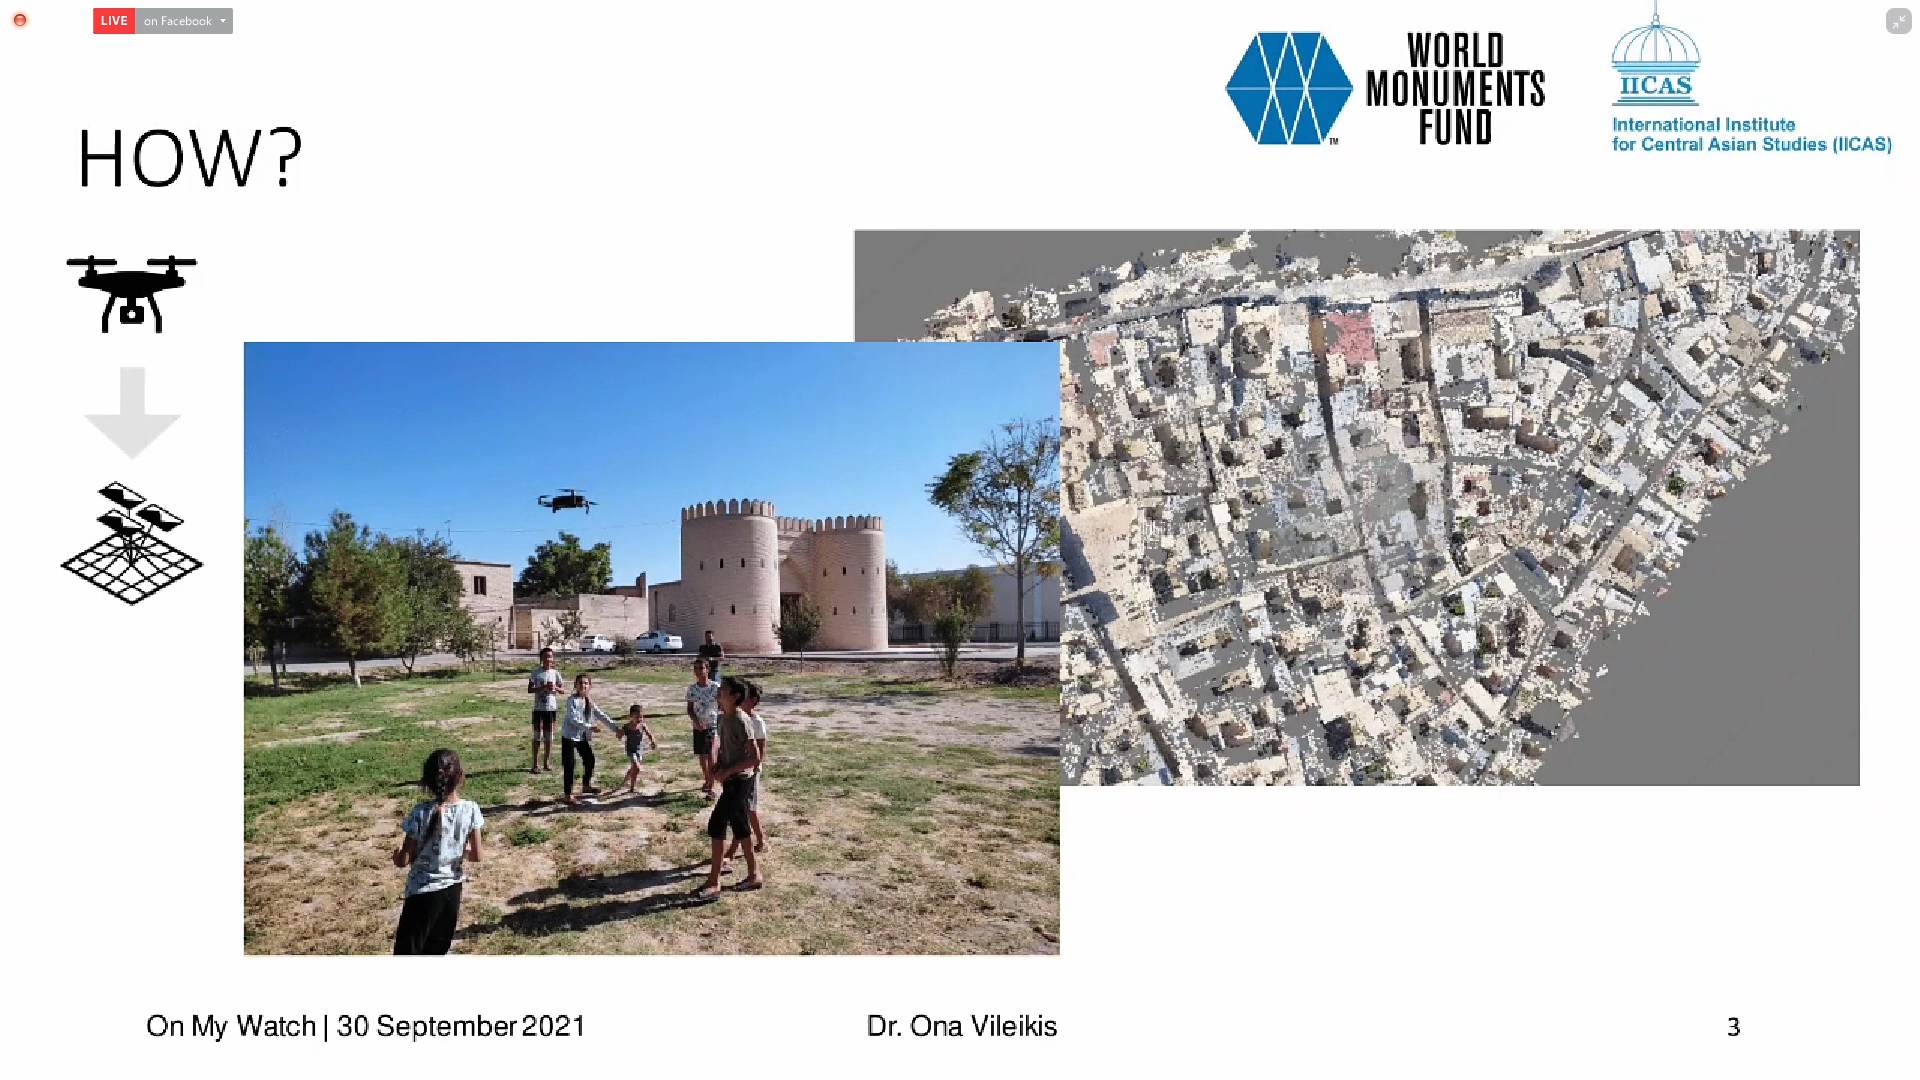 LIVE on Facebook
WORLD
MONUMENTS
FUND
TM
IICAS
International Institute
for Central Asian Studies (IICAS)
HOW?
On My Watch | 30 September 2021
Dr. Ona Vileikis
3